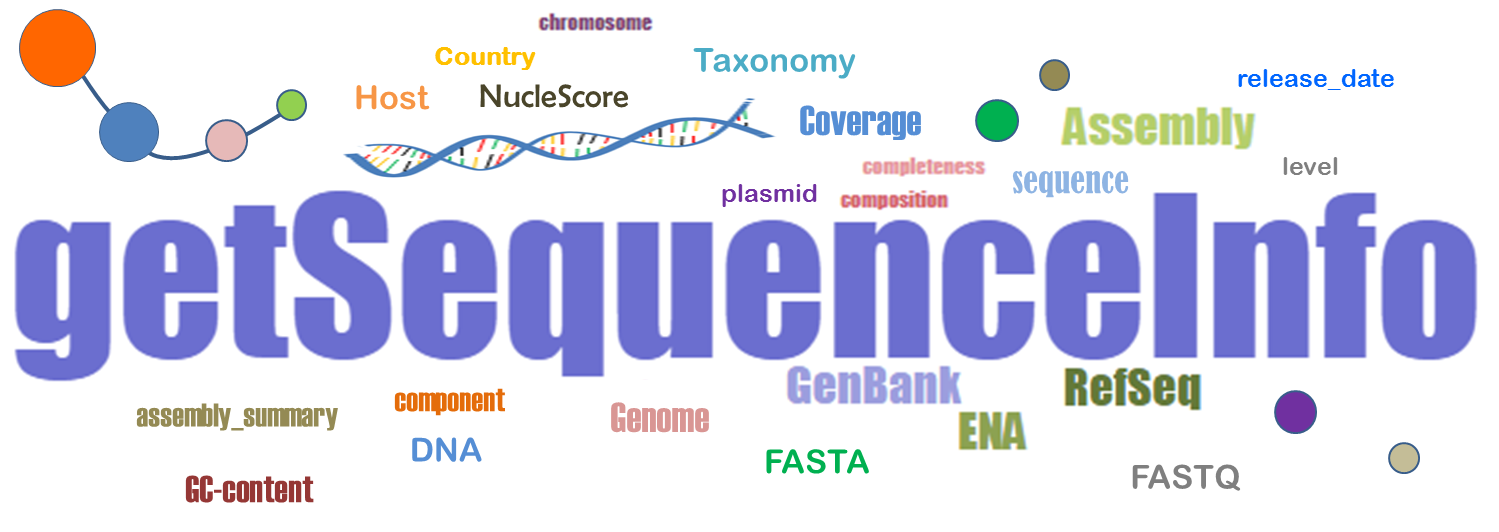 chromosome
Country
Taxonomy
release_date
Host
NucleScore
Coverage
Assembly
completeness
level
sequence
plasmid
composition
getSequenceInfo
GenBank
RefSeq
component
assembly_summary
Genome
ENA
DNA
FASTA
FASTQ
GC-content